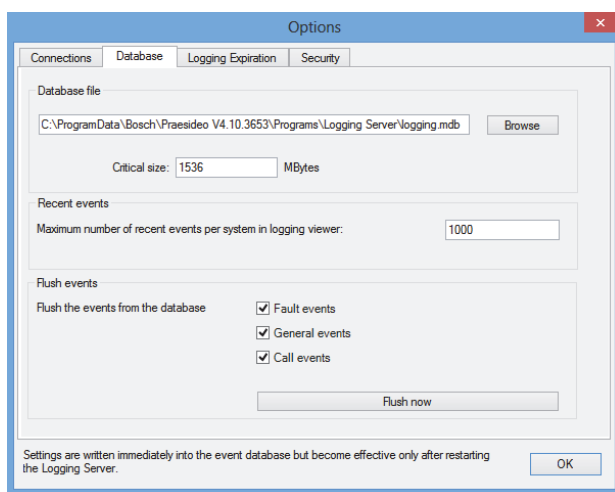 Options
x
Connections Database Logging Expiration Security
Database file
C:\ProgramData\Bosch\Praesideo V4.10.3653\Programs\Logging Server\logging.mdb Browse
Critical size: 1536 MBytes
Recent events
Maximum number of recent events per system in logging viewer: 1000
Flush events
Flush the events from the database Fault events
General events
Call events
Flush now
Settings are written immediately into the event database but become effective only after restarting
the Logging Server.
OK